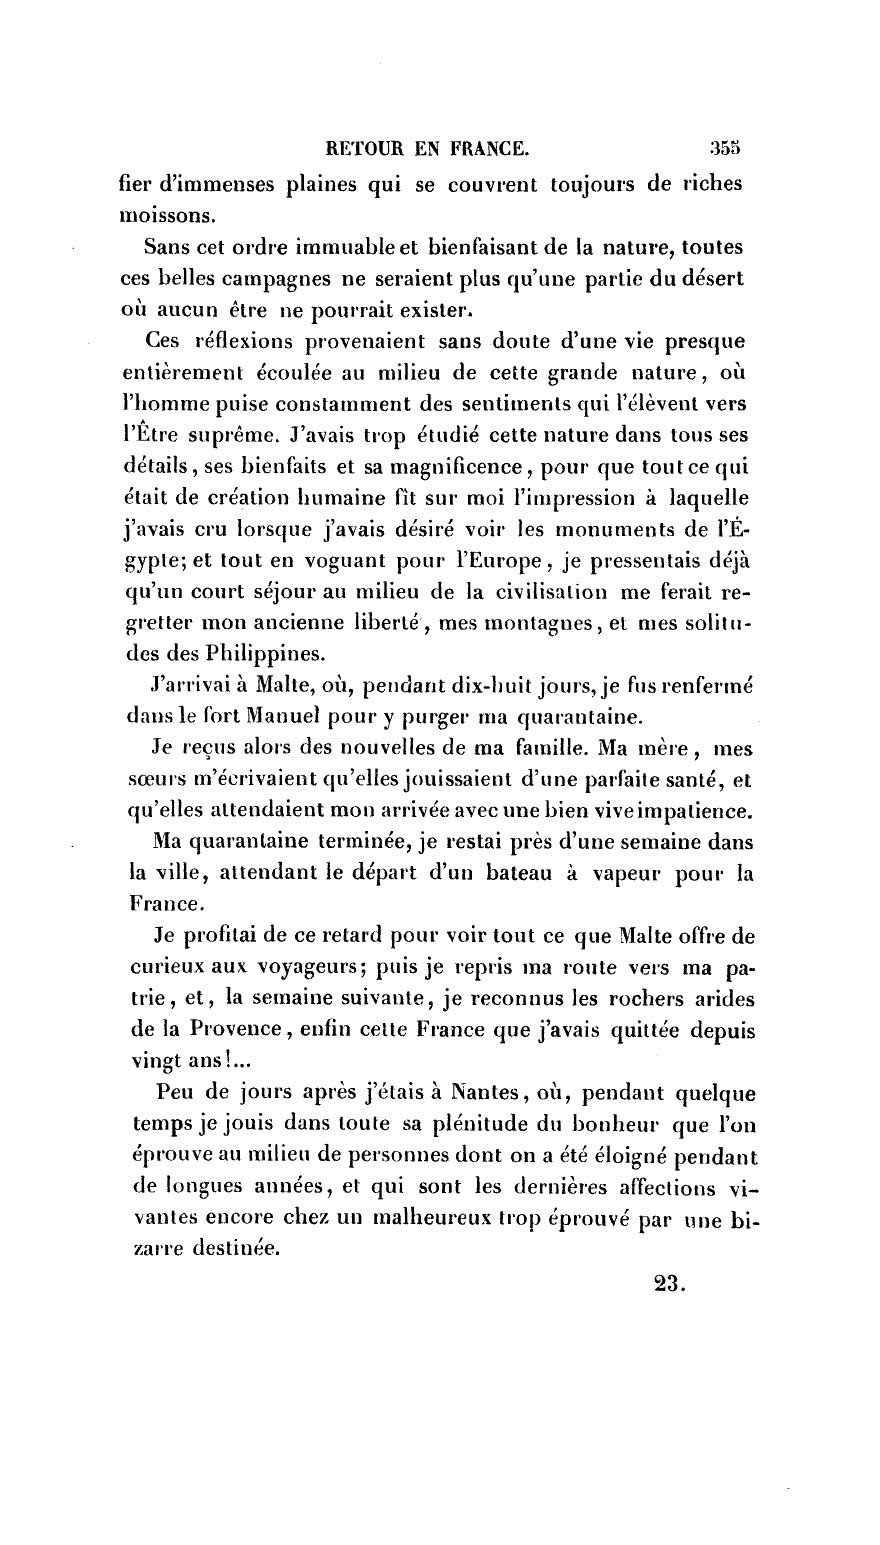 RETOUR EN FRANCE. 355
fier d'immenses plaines qui se couvrent toujours de riches
moissons.
Sans cet ordre immuable et bienfaisant de la nature, toutes
ces belles campagnes ne seraient plus qu'une partie du désert
où aucun être ne pourrait exister.
Ces réflexions provenaient sans doute d'une vie presque
entièrement écoulée au milieu de cette grande nature, où
l'homme puise constamment des sentiments qui l'élèvent vers
l'Être suprême. J'avais trop étudié cette nature dans tous ses
détails, ses bienfaits et sa magnificence, pour que tout ce qui
était de création humaine fît sur moi l'impression à laquelle
j'avais cru lorsque j'avais désiré voir les monuments de l'É-
gypte; et tout en voguant pour l'Europe, je pressentais déjà
qu'un court séjour au milieu de la civilisation me ferait re-
gretter mon ancienne liberté, mes montagnes, et mes solitu-
des des Philippines.
J'arrivai à Malte, où, pendant dix-huit jours, je fus renfermé
dans le fort Manuel pour y purger ma quarantaine.
Je reçus alors des nouvelles de ma famille. Ma mère, mes
sœurs m'écrivaient qu'elles jouissaient d'une parfaite santé, et
qu'elles attendaient mon arrivée avec une bien vive impatience.
Ma quarantaine terminée, je restai près d'une semaine dans
la ville, attendant le départ d'un bateau à vapeur pour la
France.
Je profitai de ce retard pour voir tout ce que Malte offre de
curieux aux voyageurs; puis je repris ma route vers ma pa-
trie, et, la semaine suivante, je reconnus les rochers arides
de la Provence, enfin cette France que j'avais quittée depuis
vingt ans!...
Peu de jours après j'étais à Nantes, où, pendant quelque
temps je jouis dans toute sa plénitude du bonheur que l'on
éprouve au milieu de personnes dont on a été éloigné pendant
de longues années, et qui sont les dernières affections vi-
vantes encore chez un malheureux trop éprouvé par une bi-
zarre destinée.
23.